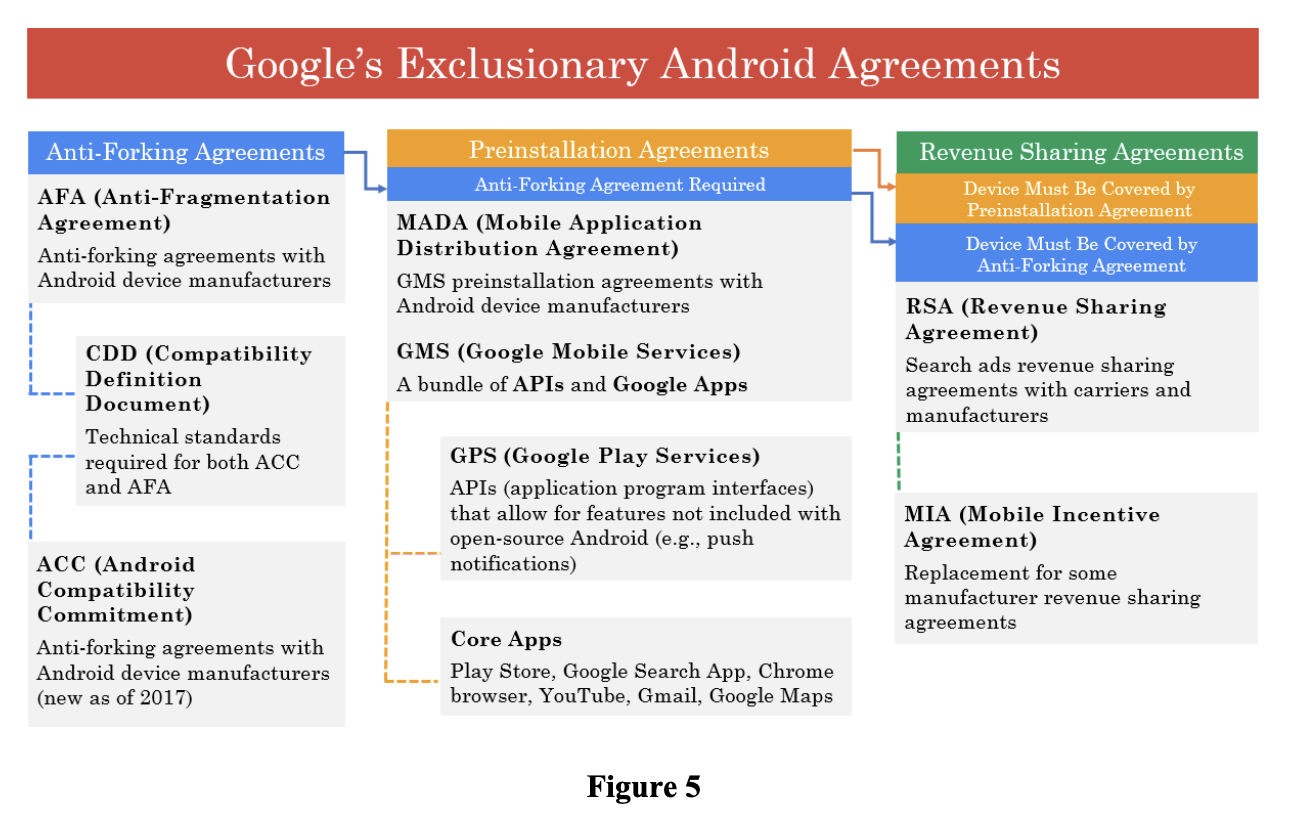 Google's Exclusionary Android Agreements
Anti-Forking Agreements
AFA (Anti-Fragmentation
Agreement)
Anti-forking agreements with
Android device manufacturers
CDD (Compatibility
Definition
Document)
Technical standards
required for both ACC
and AFA
ACC (Android
Compatibility
Commitment)
Anti-forking agreements with
Android device manufacturers
(new as of 2017)
Preinstallation Agreements
Anti-Forking Agreement Required
MADA (Mobile Application
Distribution Agreement)
GMS preinstallation agreements with
Android device manufacturers
GMS (Google Mobile Services)
A bundle of APIs and Google Apps
GPS (Google Play Services)
APIs (application program interfaces)
that allow for features not included with
open-source Android (e.g., push
notifications)
Core Apps
Play Store, Google Search App, Chrome
browser, YouTube, Gmail, Google Maps
Revenue Sharing Agreements
Device Must Be Covered by
Preinstallation Agreement
Device Must Be Covered by
Anti-Forking Agreement
RSA (Revenue Sharing
Agreement)
Search ads revenue sharing
agreements with carriers and
manufacturers
MIA (Mobile Incentive
Agreement)
Replacement for some
manufacturer revenue sharing
agreements
Figure 5